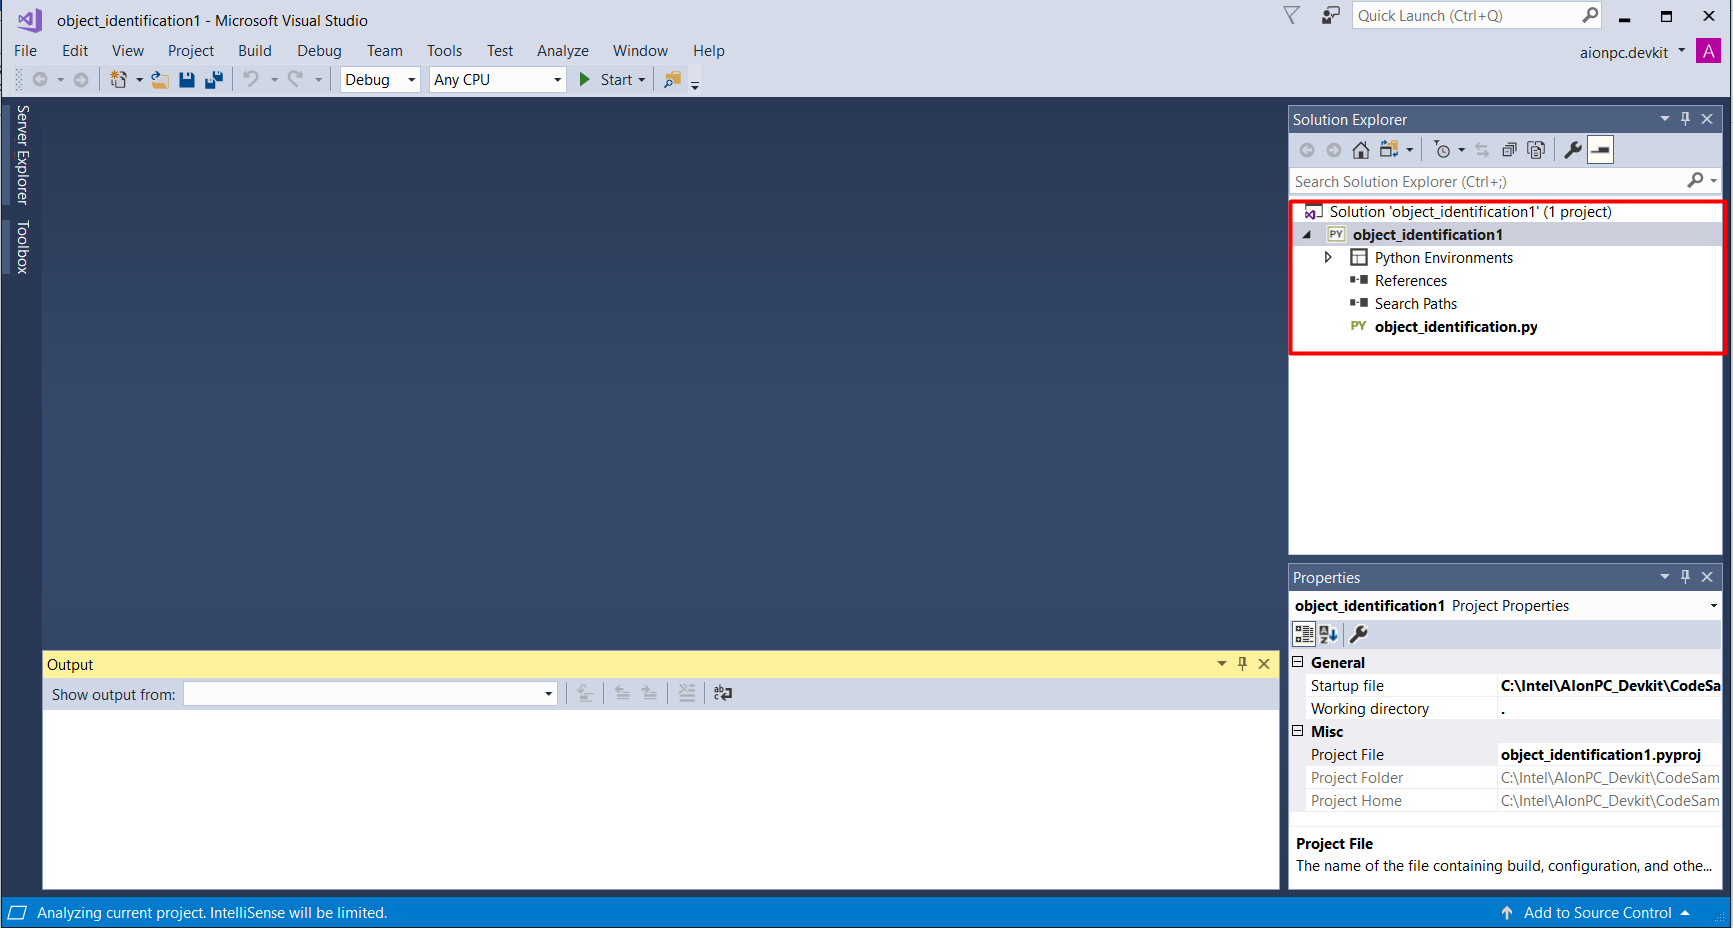 object_identification1 - Microsoft Visual Studio
Quick Launch (Ctrl+Q)
File Edit View Project Build Debug Team Tools Test Analyze Window Help
aionpc.devkit A
Debug Any CPU Start
Server Explorer
Toolbox
Solution Explorer
Search Solution Explorer (Ctrl+;)
Solution 'object_identification1' (1 project)
PY object_identification1
Python Environments
References
Search Paths
PY object_identification.py
Properties
object_identification1 Project Properties
General
Startup file C:\Intel\AIonPC_Devkit\CodeSa
Working directory .
Misc
Project File object_identification1.pyproj
Project Folder C:\Intel\AIonPC_Devkit\CodeSam
Project Home C:\Intel\AIonPC_Devkit\CodeSam
Project File
The name of the file containing build, configuration, and othe...
Output
Show output from:
Analyzing current project. IntelliSense will be limited.
Add to Source Control